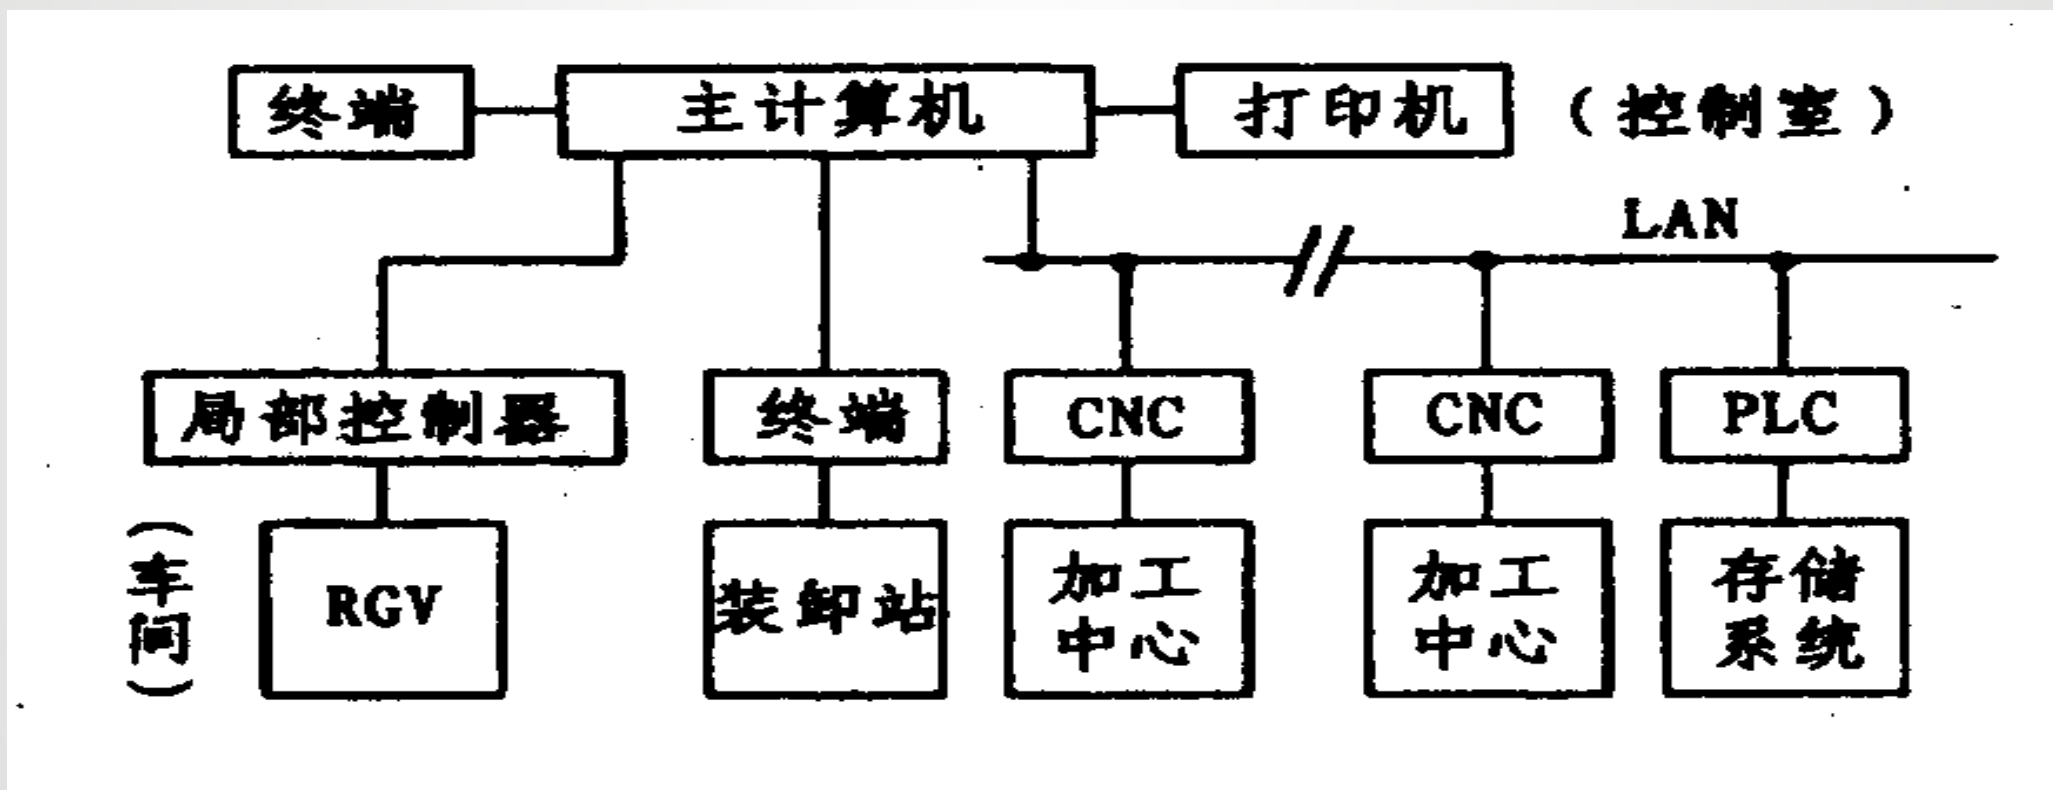 终端 主计算机 打印机 (控制室)
LAN
局部控制器 终端 CNC CNC PLC
(车间)
RGV
装卸站
加工
中心
加工
中心
存储
系统